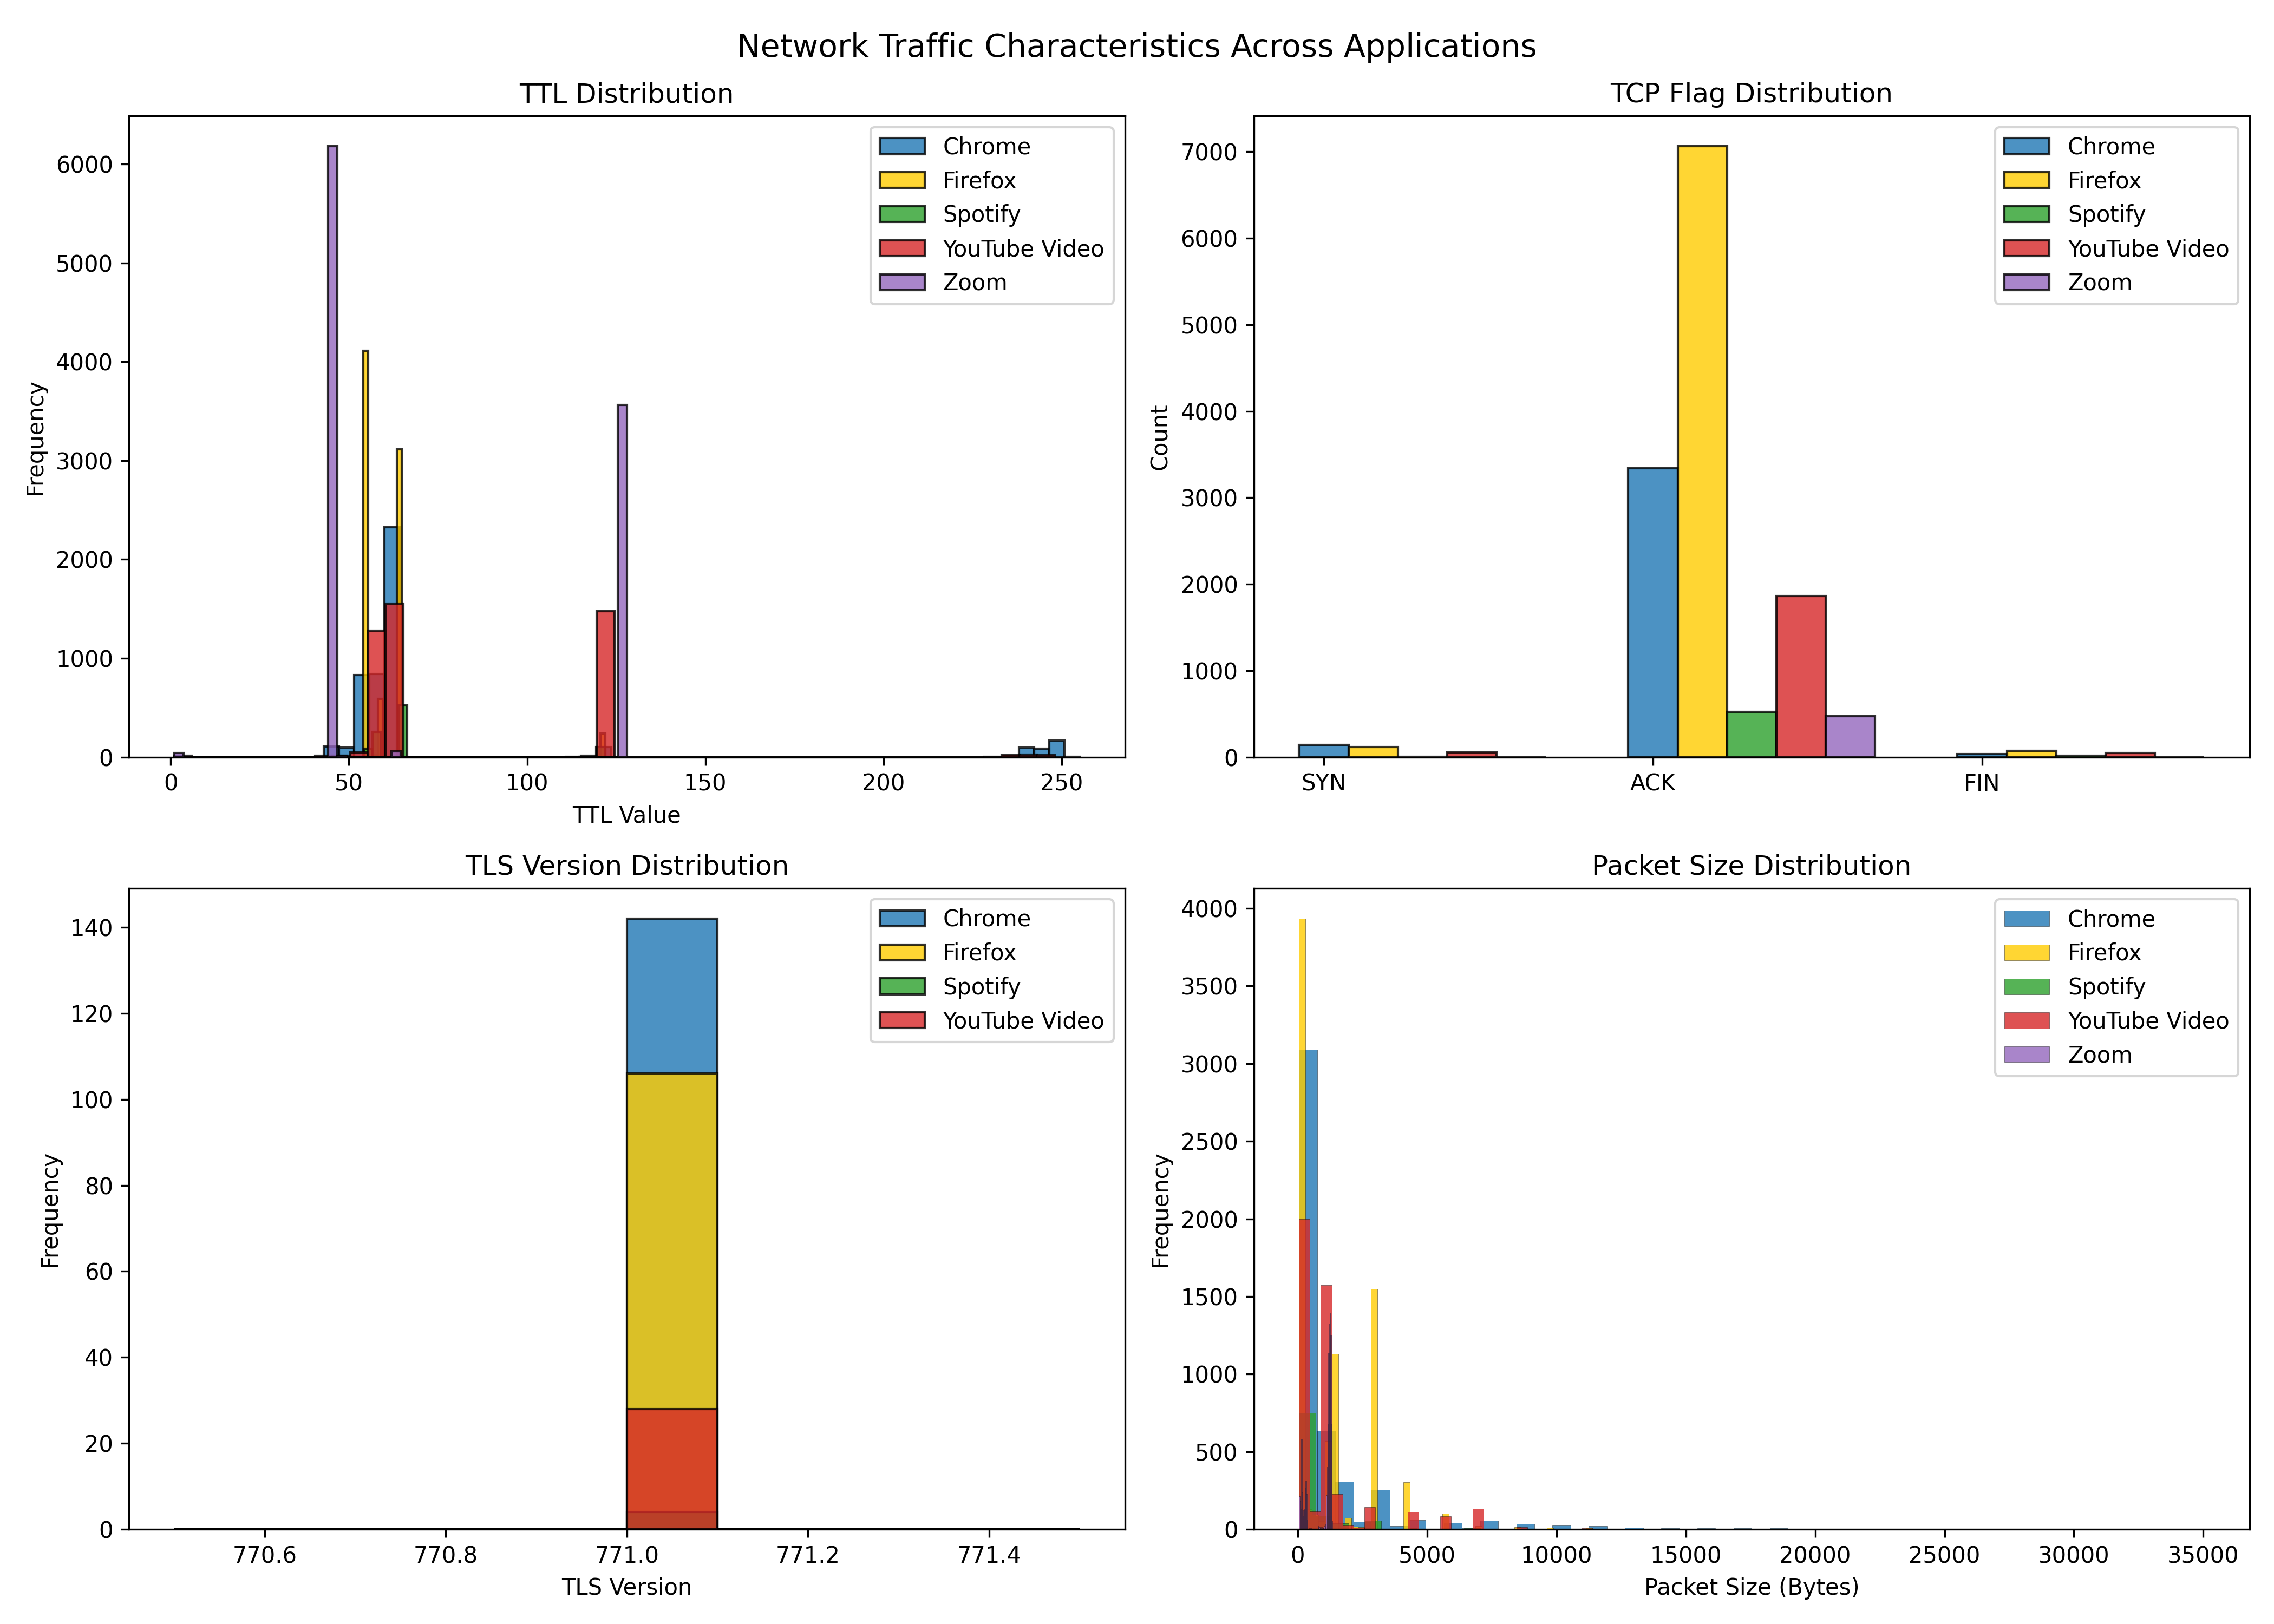 Network Traffic Characteristics Across Applications
TTL Distribution
Frequency
6000
5000
4000
3000
2000
1000
0
0 50 100 150 200 250
TTL Value
Chrome
Firefox
Spotify
YouTube Video
Zoom
TCP Flag Distribution
Count
7000
6000
5000
4000
3000
2000
1000
0
SYN ACK FIN
Chrome
Firefox
Spotify
YouTube Video
Zoom
TLS Version Distribution
Frequency
140
120
100
80
60
40
20
0
770.6 770.8 771.0 771.2 771.4
TLS Version
Chrome
Firefox
Spotify
YouTube Video
Packet Size Distribution
Frequency
4000
3500
3000
2500
2000
1500
1000
500
0
0 5000 10000 15000 20000 25000 30000 35000
Packet Size (Bytes)
Chrome
Firefox
Spotify
YouTube Video
Zoom